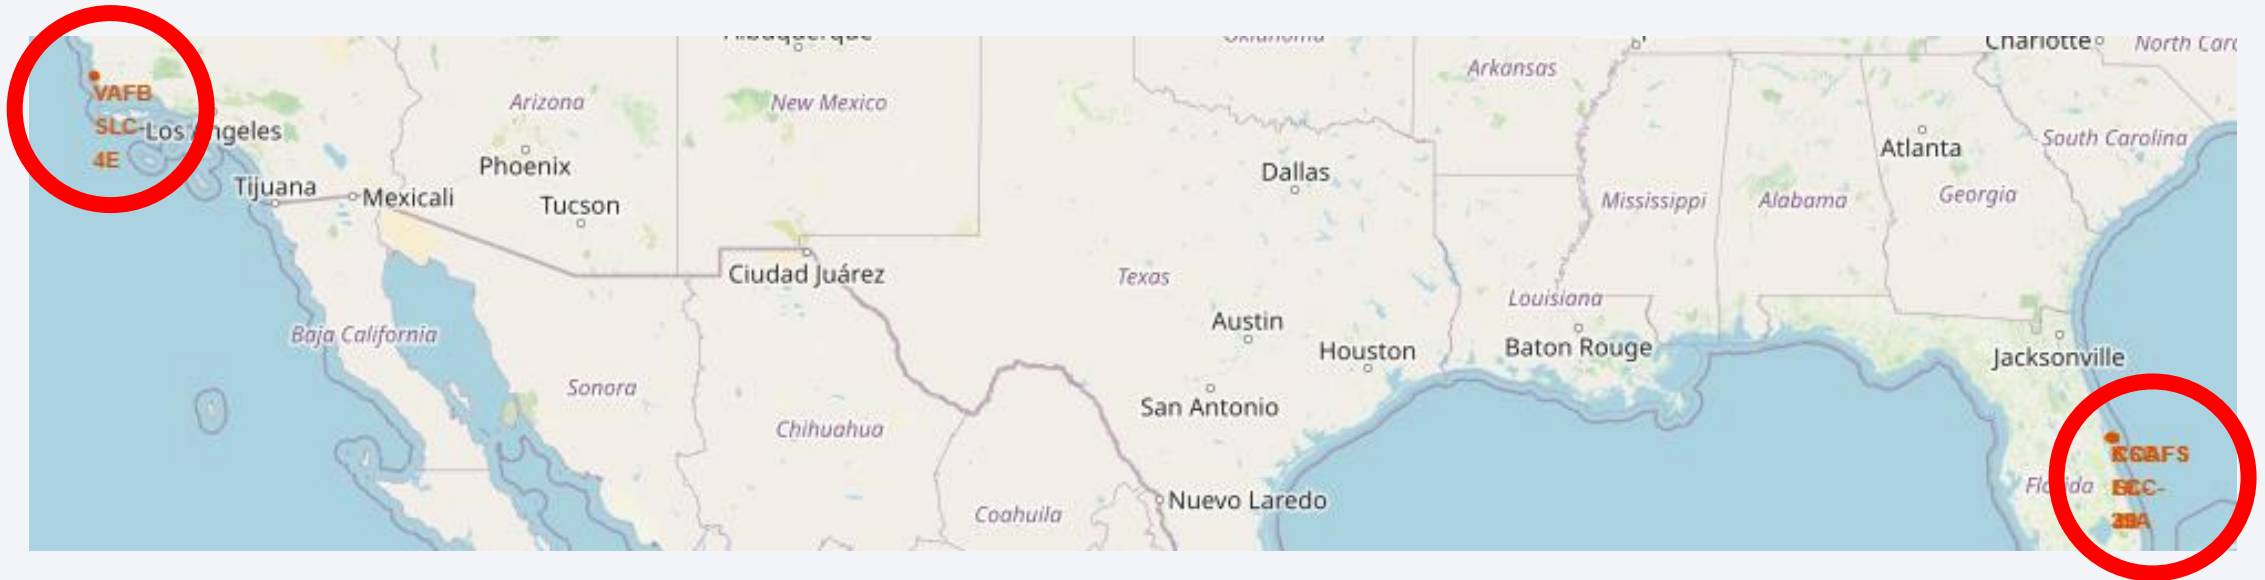 Charlotte
North Caro
Oklahoma
Albuquerque
Arkansas
VAFB
SLC-
4E
Arizona
New Mexico
Los Angeles
South Carolina
Atlanta
Phoenix
Dallas
Tijuana
Mexicali
Tucson
Mississippi
Alabama
Georgia
Ciudad Juárez
Texas
Louisiana
Austin
Baja California
Houston
Baton Rouge
Jacksonville
Sonora
San Antonio
Chihuahua
Florida
Nuevo Laredo
Coahuila